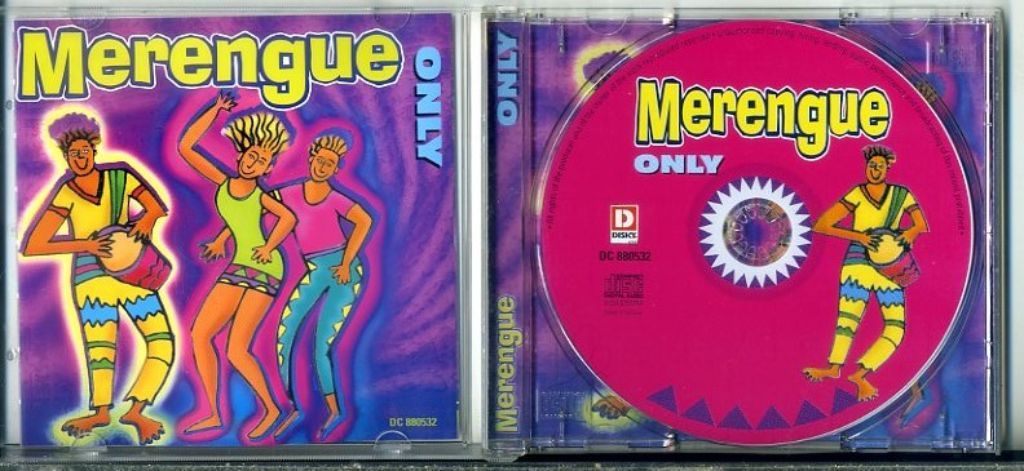 Merengue
ONLY
DC 880532
ONLY
Merengue
Merengue
ONLY
D
DISKY
DC 880532
COMPACT
disc
DIGITAL AUDIO